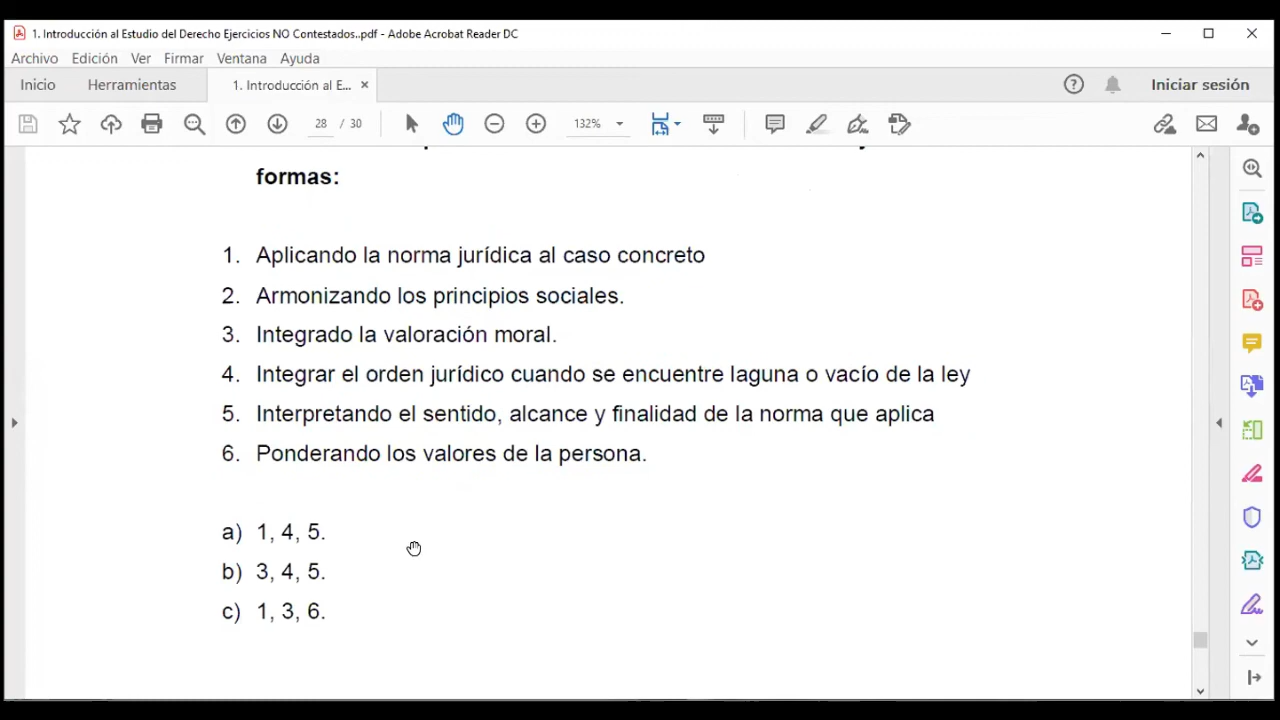 1. Introducción al Estudio del Derecho Ejercicios NO Contestados..pdf - Adobe Acrobat Reader DC
Archivo Edición Ver Firmar Ventana Ayuda
Inicio Herramientas 1. Introducción al E... × Iniciar sesión
28 / 30 132%
formas:
1. Aplicando la norma jurídica al caso concreto
2. Armonizando los principios sociales.
3. Integrado la valoración moral.
4. Integrar el orden jurídico cuando se encuentre laguna o vacío de la ley
5. Interpretando el sentido, alcance y finalidad de la norma que aplica
6. Ponderando los valores de la persona.
a) 1, 4, 5.
b) 3, 4, 5.
c) 1, 3, 6.